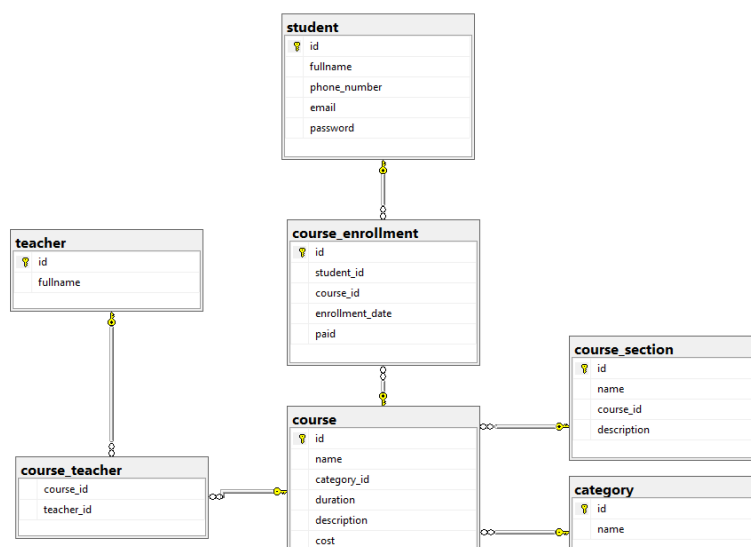 student
id
fullname
phone_number
email
password
teacher
id
fullname
course_enrollment
id
student_id
course_id
enrollment_date
paid
course_section
id
name
course_id
description
course
id
name
category_id
duration
description
cost
course_teacher
course_id
teacher_id
category
id
name